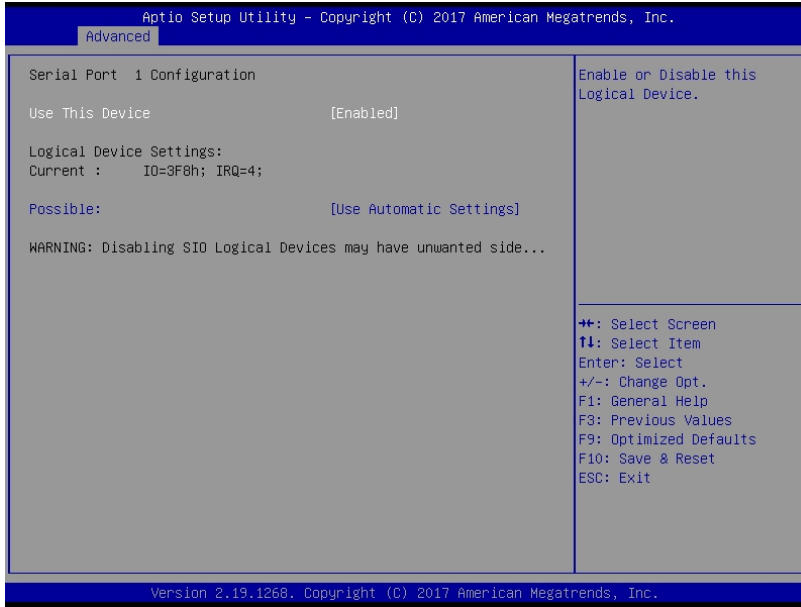 Aptio Setup Utility – Copyright (C) 2017 American Megatrends, Inc.
Advanced
Serial Port 1 Configuration
Use This Device [Enabled]
Logical Device Settings:
Current : IO=3F8h; IRQ=4;
Possible: [Use Automatic Settings]
WARNING: Disabling SIO Logical Devices may have unwanted side...
Enable or Disable this
Logical Device.
→←: Select Screen
↑↓: Select Item
Enter: Select
+/-: Change Opt.
F1: General Help
F3: Previous Values
F9: Optimized Defaults
F10: Save & Reset
ESC: Exit
Version 2.19.1268. Copyright (C) 2017 American Megatrends, Inc.